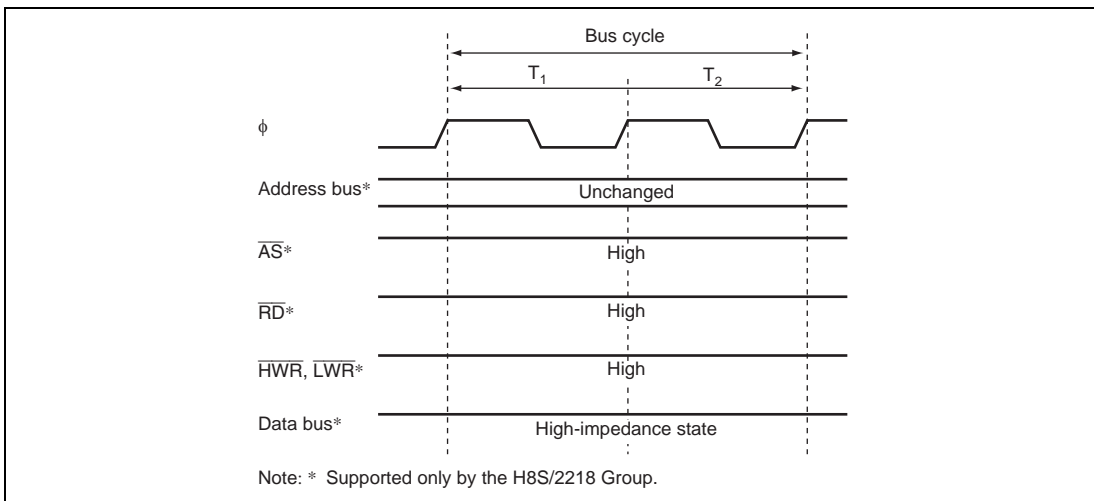 Bus cycle
T1 T2
ϕ
Address bus* Unchanged
AS* High
RD* High
HWR, LWR* High
Data bus* High-impedance state
Note: * Supported only by the H8S/2218 Group.